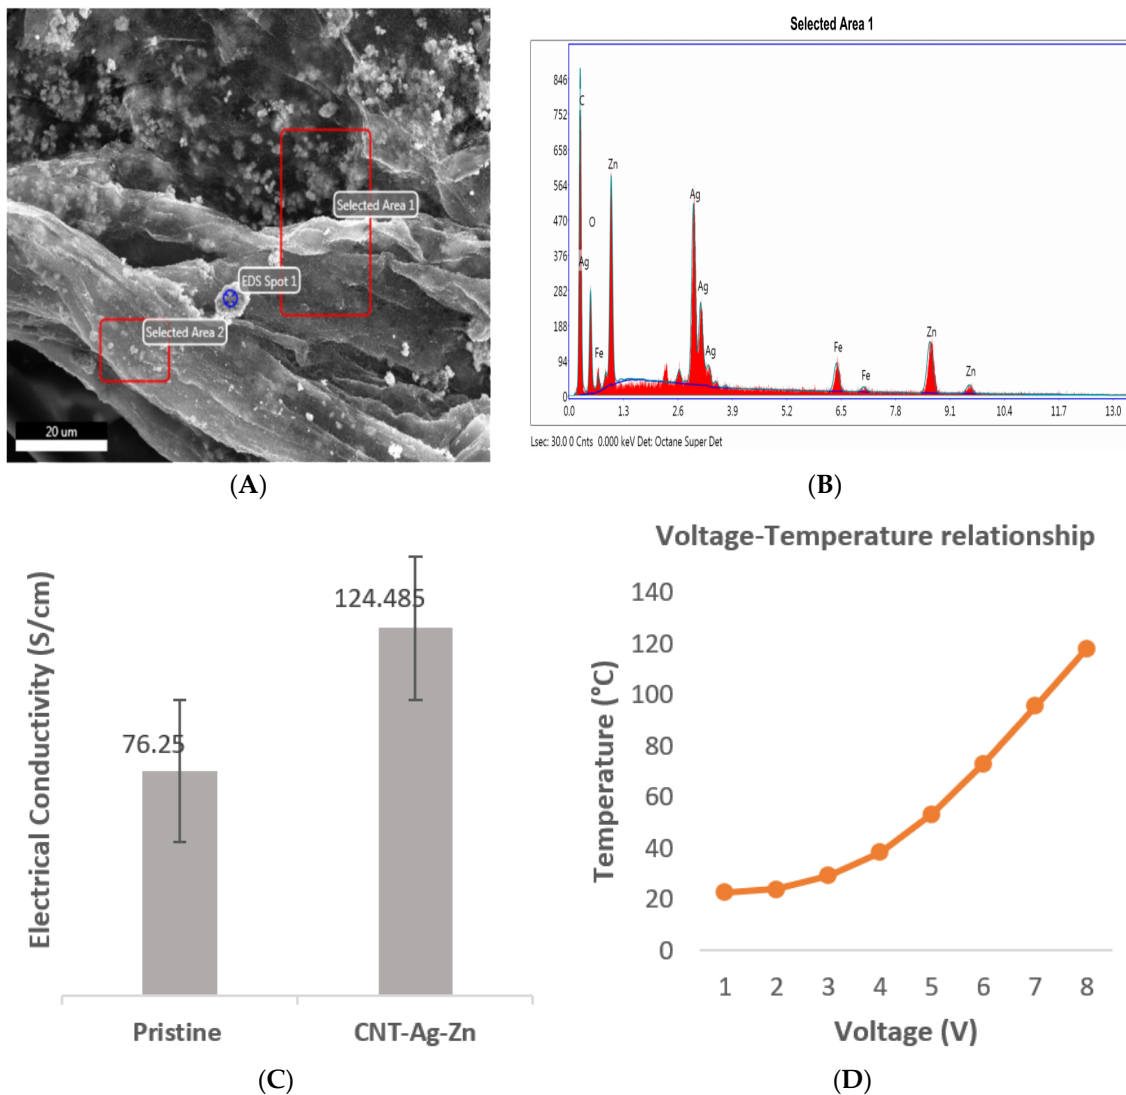 Selected Area 1
EDS Spot 1
Selected Area 2
20 um
(A)
Selected Area 1
846
752
658
564
470
376
282
188
94
0
C
O
Ag
Fe
Zn
Ag
Ag
Ag
Fe
Fe
Zn
Zn
0.0 1.3 2.6 3.9 5.2 6.5 7.8 9.1 10.4 11.7 13.0
Lsec: 30.0 0 Cnts 0.000 keV Det: Octane Super Det
(B)
Electrical Conductivity (S/cm)
76.25
124.485
Pristine CNT-Ag-Zn
(C)
Voltage-Temperature relationship
Temperature (°C)
140
120
100
80
60
40
20
0
1 2 3 4 5 6 7 8
Voltage (V)
(D)